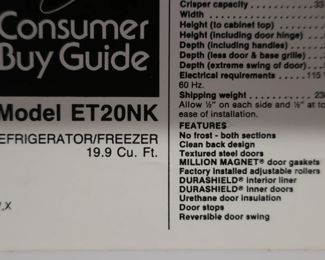 Consumer
Buy Guide
Model ET20NK
EFRIGERATOR/FREEZER
19.9 Cu. Ft.
,X
Crisper capacity . . . . . 33
Width . . . . . . . . . . . . .
Height (to cabinet top) . . . .
Height (including door hinge) . .
Depth (including handles) . . . .
Depth (less door & base grille) . . .
Depth (extreme swing of door) . . .
Electrical requirements . . . . 115
60 Hz.
Shipping weight . . . . . . 23
Allow ½" on each side and ½" at to
ease of installation.
FEATURES
No frost - both sections
Clean back design
Textured steel doors
MILLION MAGNET® door gaskets
Factory installed adjustable rollers
DURASHIELD® interior liner
DURASHIELD® inner doors
Urethane door insulation
Door stops
Reversible door swing